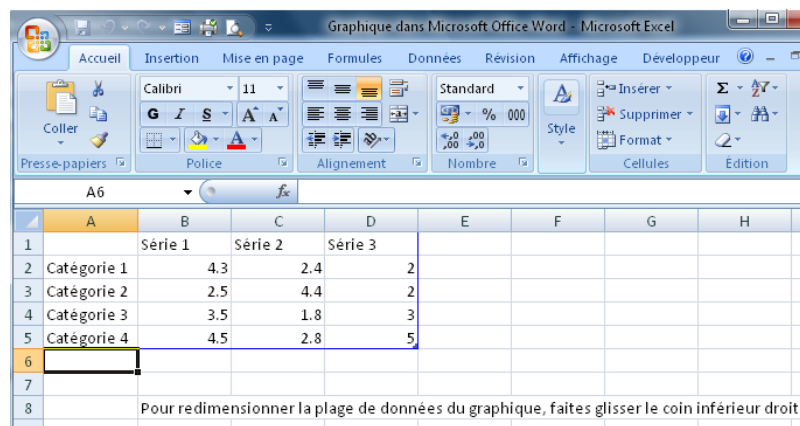 Graphique dans Microsoft Office Word - Microsoft Excel
Accueil Insertion Mise en page Formules Données Révision Affichage Développeur
Calibri 11 Standard Insérer Σ
G I S A A % 000 Supprimer
Coller A Style Format
Presse-papiers Police Alignement Nombre Cellules Édition
A6 fx
A B C D E F G H
1 Série 1 Série 2 Série 3
2 Catégorie 1 4.3 2.4 2
3 Catégorie 2 2.5 4.4 2
4 Catégorie 3 3.5 1.8 3
5 Catégorie 4 4.5 2.8 5
6
7
8 Pour redimensionner la plage de données du graphique, faites glisser le coin inférieur droit